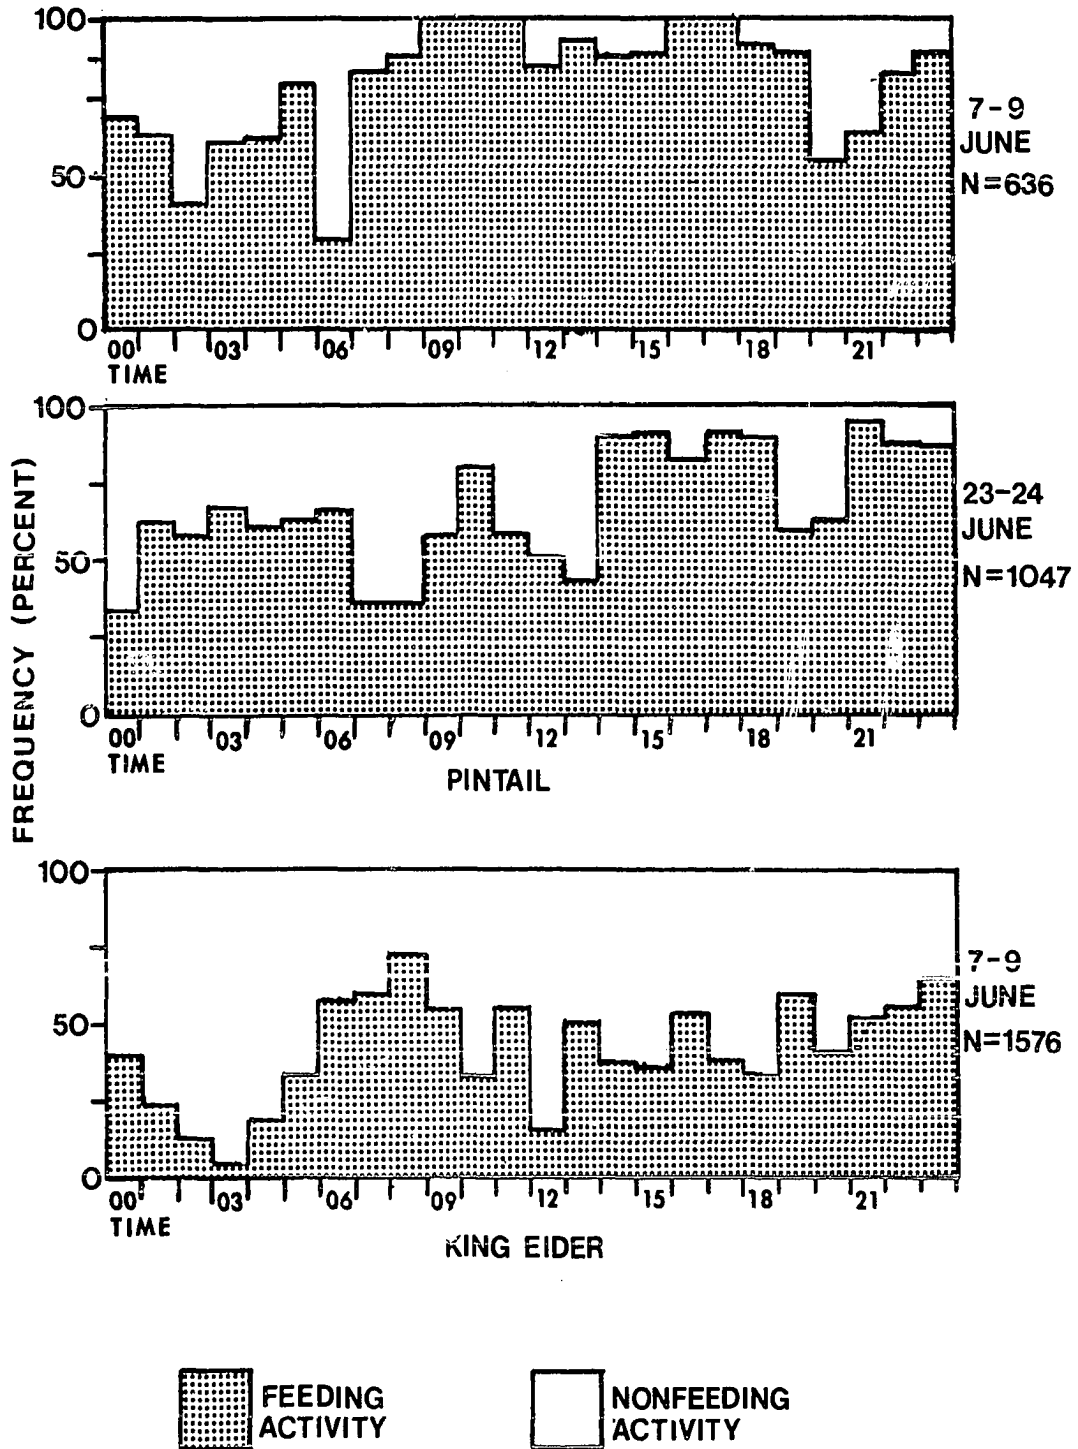 100
50
0
00 03 06 09 12 15 18 21
TIME
7-9
JUNE
N=636
100
50
0
00 03 06 09 12 15 18 21
TIME
23-24
JUNE
N=1047
PINTAIL
FREQUENCY (PERCENT)
100
50
0
00 03 06 09 12 15 18 21
TIME
7-9
JUNE
N=1576
KING EIDER
FEEDING
ACTIVITY
NONFEEDING
ACTIVITY